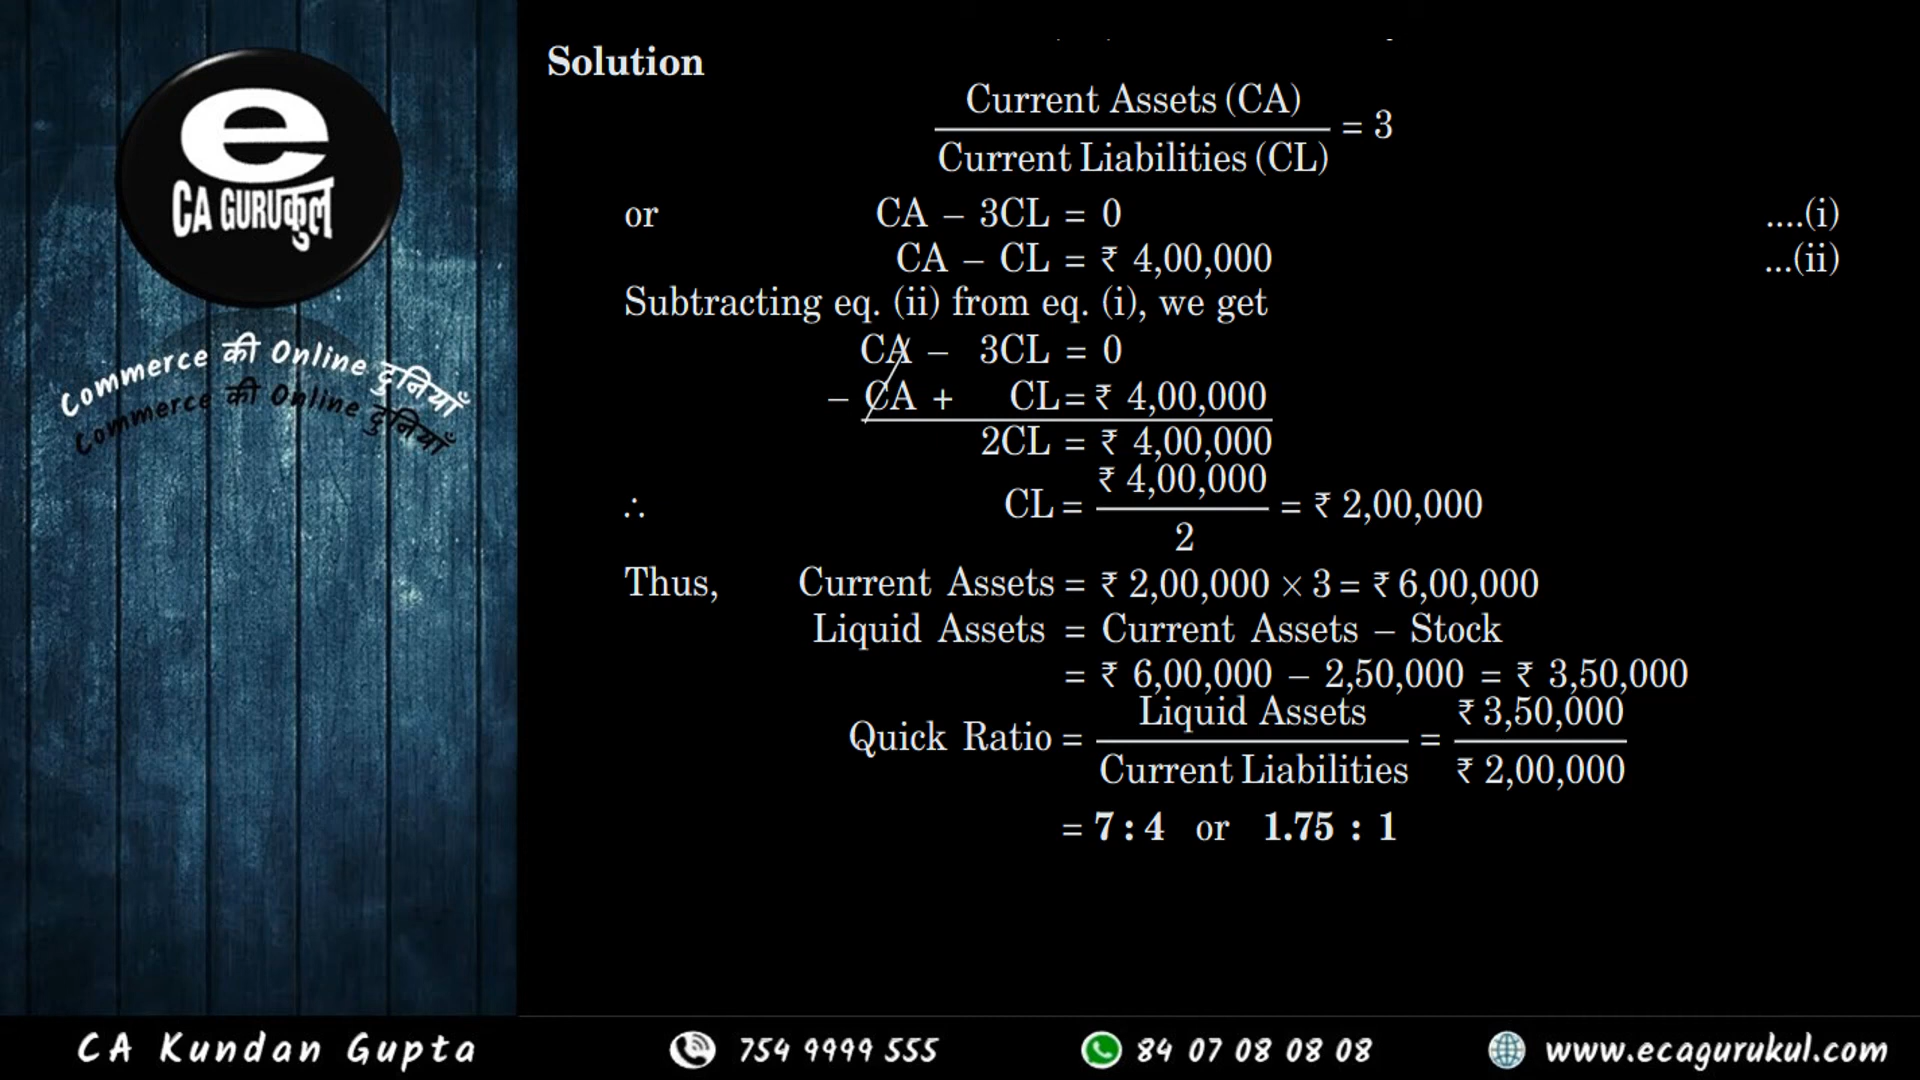 e
CA GURUकुल
Commerce की Online दुनियाँ
Commerce की Online दुनियाँ
Solution
Current Assets (CA)
Current Liabilities (CL) = 3
or CA – 3CL = 0 ....(i)
CA – CL = ₹ 4,00,000 ...(ii)
Subtracting eq. (ii) from eq. (i), we get
CA – 3CL = 0
– CA + CL = ₹ 4,00,000
2CL = ₹ 4,00,000
₹ 4,00,000
∴ CL = = ₹ 2,00,000
2
Thus, Current Assets = ₹ 2,00,000 × 3 = ₹ 6,00,000
Liquid Assets = Current Assets – Stock
= ₹ 6,00,000 – 2,50,000 = ₹ 3,50,000
Liquid Assets ₹ 3,50,000
Quick Ratio = =
Current Liabilities ₹ 2,00,000
= 7 : 4 or 1.75 : 1
CA Kundan Gupta 754 9999 555 84 07 08 08 08 www.ecagurukul.com